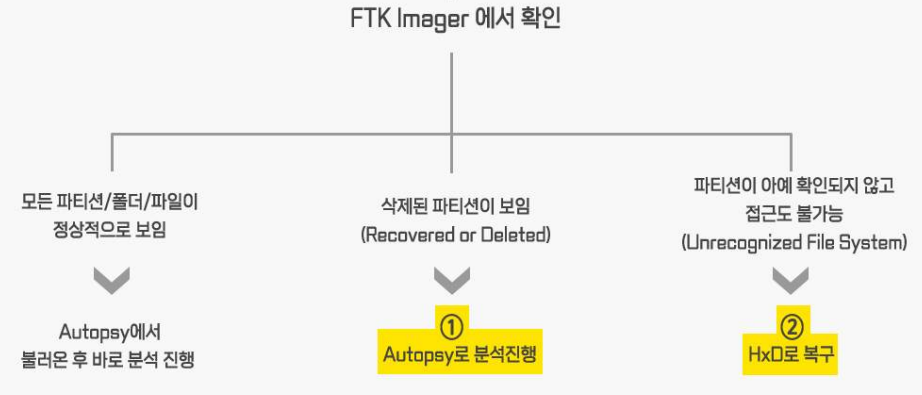 FTK Imager 에서 확인
모든 파티션/폴더/파일이
정상적으로 보임
Autopsy에서
불러온 후 바로 분석 진행
삭제된 파티션이 보임
(Recovered or Deleted)
①
Autopsy로 분석진행
파티션이 아예 확인되지 않고
접근도 불가능
(Unrecognized File System)
②
HxD로 복구